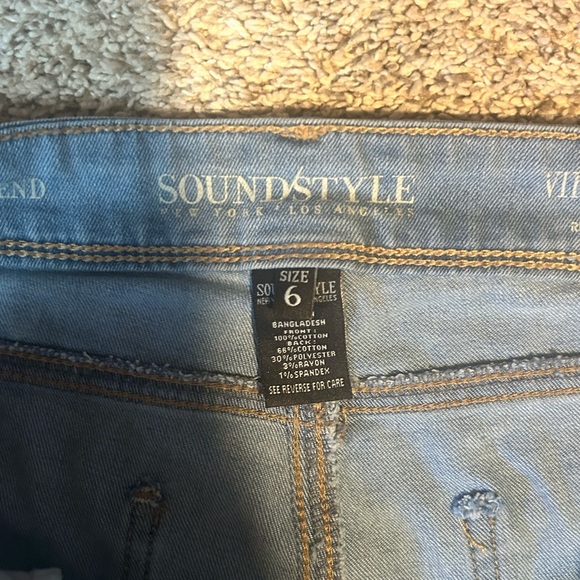 END
SOUNDSTYLE
NEW YORK · LOS ANGELES
SIZE
6
BANGLADESH
FRONT:
100%COTTON
BACK:
66%COTTON
30%POLYESTER
3%RAYON
1%SPANDEX
SEE REVERSE FOR CARE